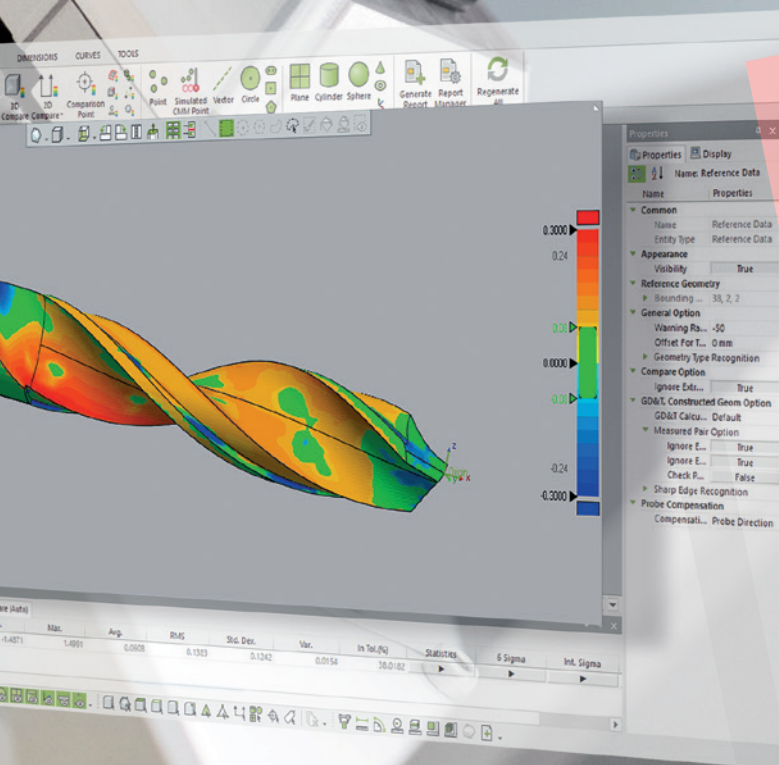 DIMENSIONS CURVES TOOLS
3D Compare
2D Compare
Comparison Point
Point
Simulated CMM Point
Vector
Circle
Plane
Cylinder
Sphere
Generate Report
Report Manager
Regenerate All
Properties
Properties Display
Name: Reference Data
Name Properties
Common
Name Reference Data
Entity Type Reference Data
Appearance
Visibility True
Reference Geometry
Bounding ... 38, 2, 2
General Option
Warning Ra... -50
Offset For T... 0 mm
Geometry Type Recognition
Compare Option
Ignore Extr... True
GD&T, Constructed Geom Option
GD&T Calcu... Default
Measured Pair Option
Ignore E... True
Ignore E... True
Check P... False
Sharp Edge Recognition
Probe Compensation
Compensati... Probe Direction
0.3000
0.24
0.0000
-0.24
-0.3000
Z
X
are (Auto)
Max. Avg. RMS Std. Dev. Var. In Tol.(%) Statistics 6 Sigma Int. Sigma
-1.4871 1.4991 0.0608 0.1383 0.1242 0.0154 38.0182